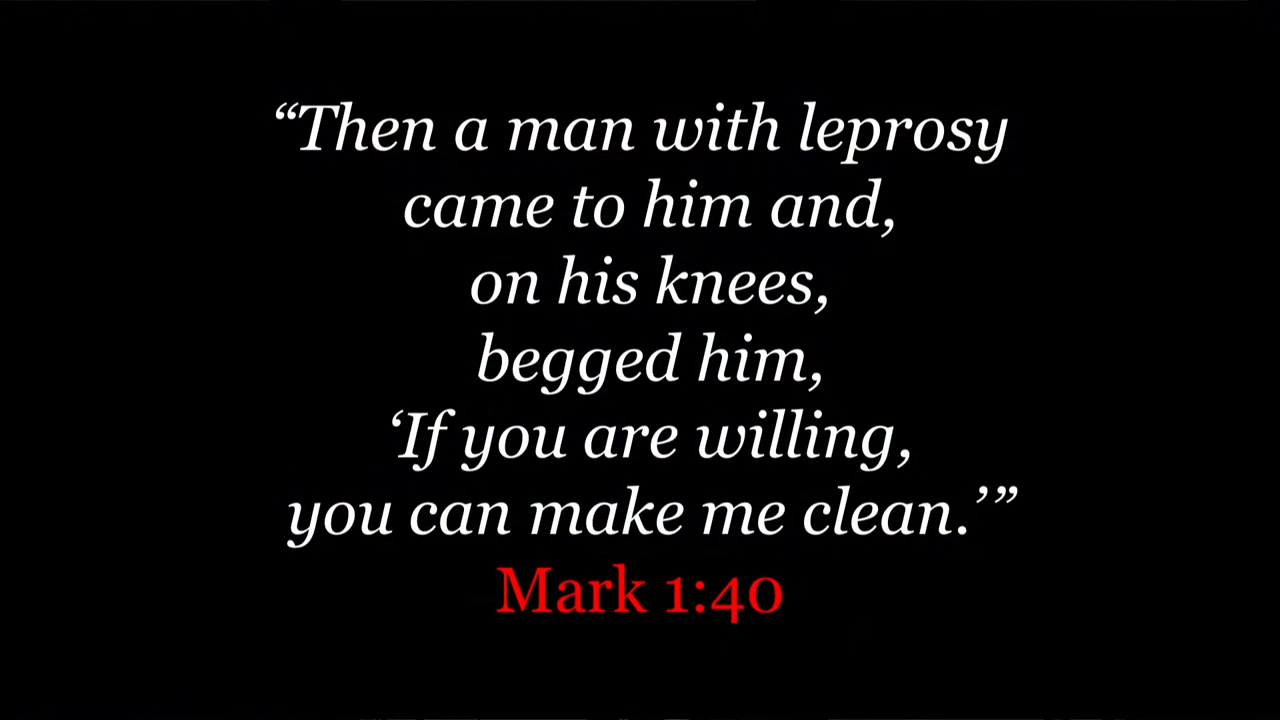 “Then a man with leprosy
came to him and,
on his knees,
begged him,
‘If you are willing,
you can make me clean.’”
Mark 1:40